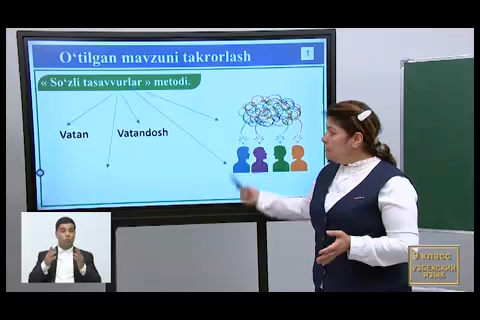 O‘tilgan mavzuni takrorlash
1
« So‘zli tasavvurlar » metodi.
Vatan
Vatandosh
9 класс
УЗБЕКСКИЙ
ЯЗЫК